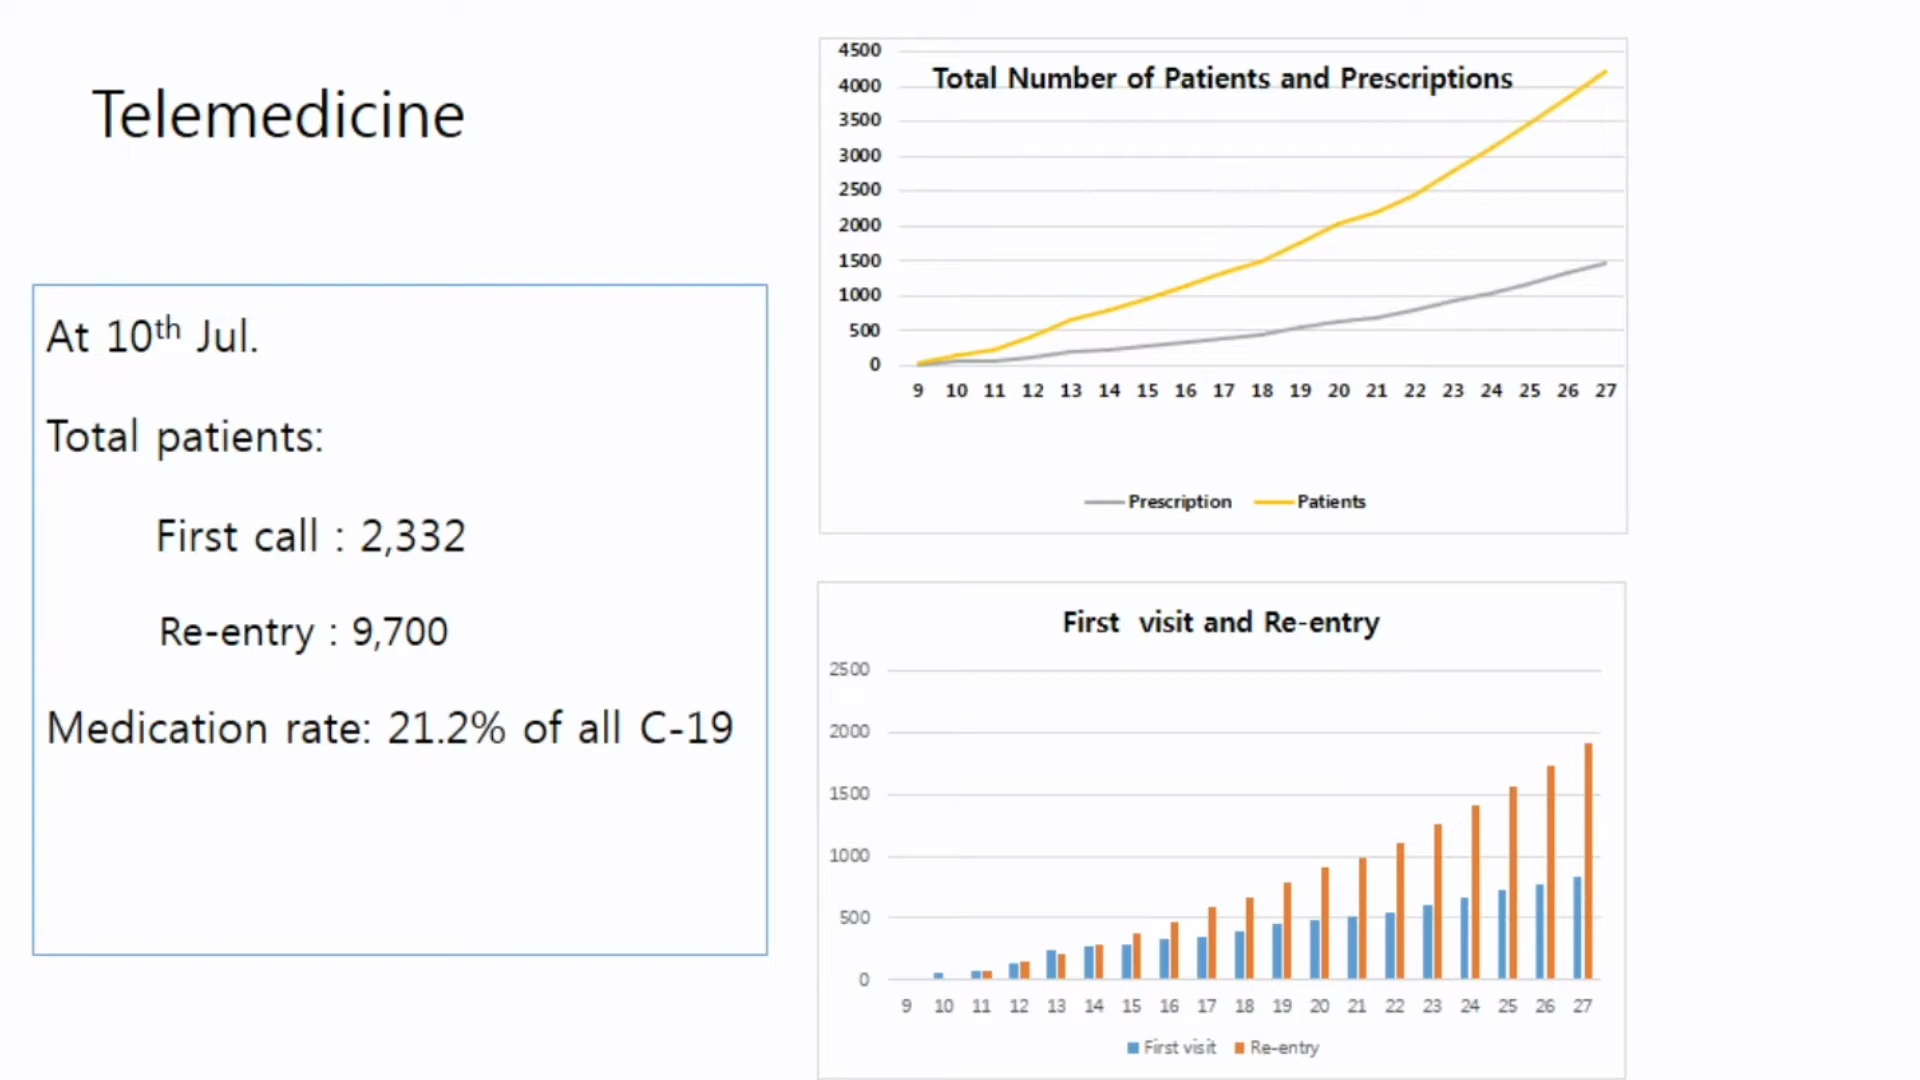 Telemedicine
At 10th Jul.
Total patients:
First call : 2,332
Re-entry : 9,700
Medication rate: 21.2% of all C-19
Total Number of Patients and Prescriptions
4500
4000
3500
3000
2500
2000
1500
1000
500
0
9 10 11 12 13 14 15 16 17 18 19 20 21 22 23 24 25 26 27
Prescription Patients
First visit and Re-entry
2500
2000
1500
1000
500
0
9 10 11 12 13 14 15 16 17 18 19 20 21 22 23 24 25 26 27
First visit Re-entry